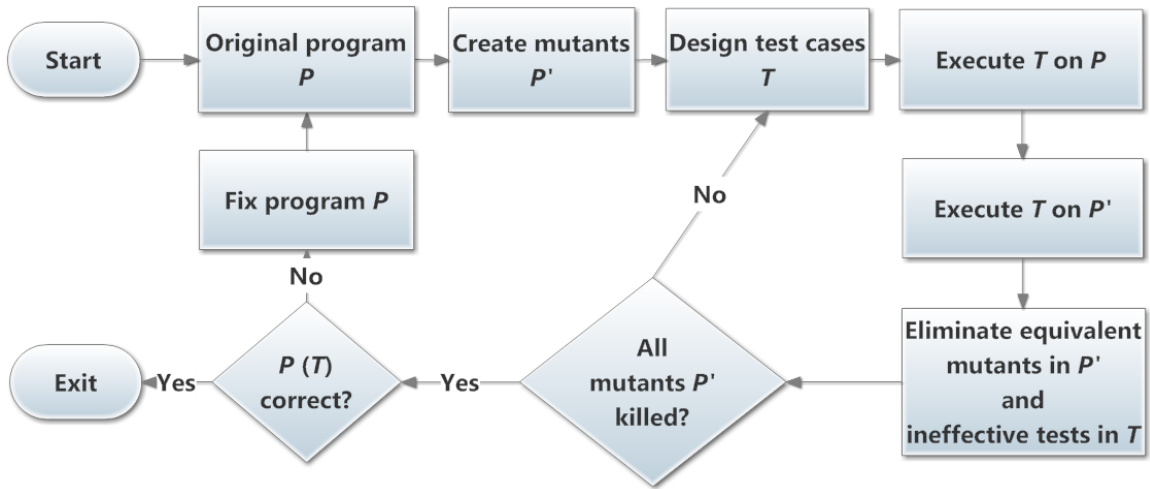 Start
Original program
P
Create mutants
P'
Design test cases
T
Execute T on P
Fix program P
No
Execute T on P'
No
Eliminate equivalent
mutants in P'
and
ineffective tests in T
All
mutants P'
killed?
Yes
P (T)
correct?
Yes
Exit